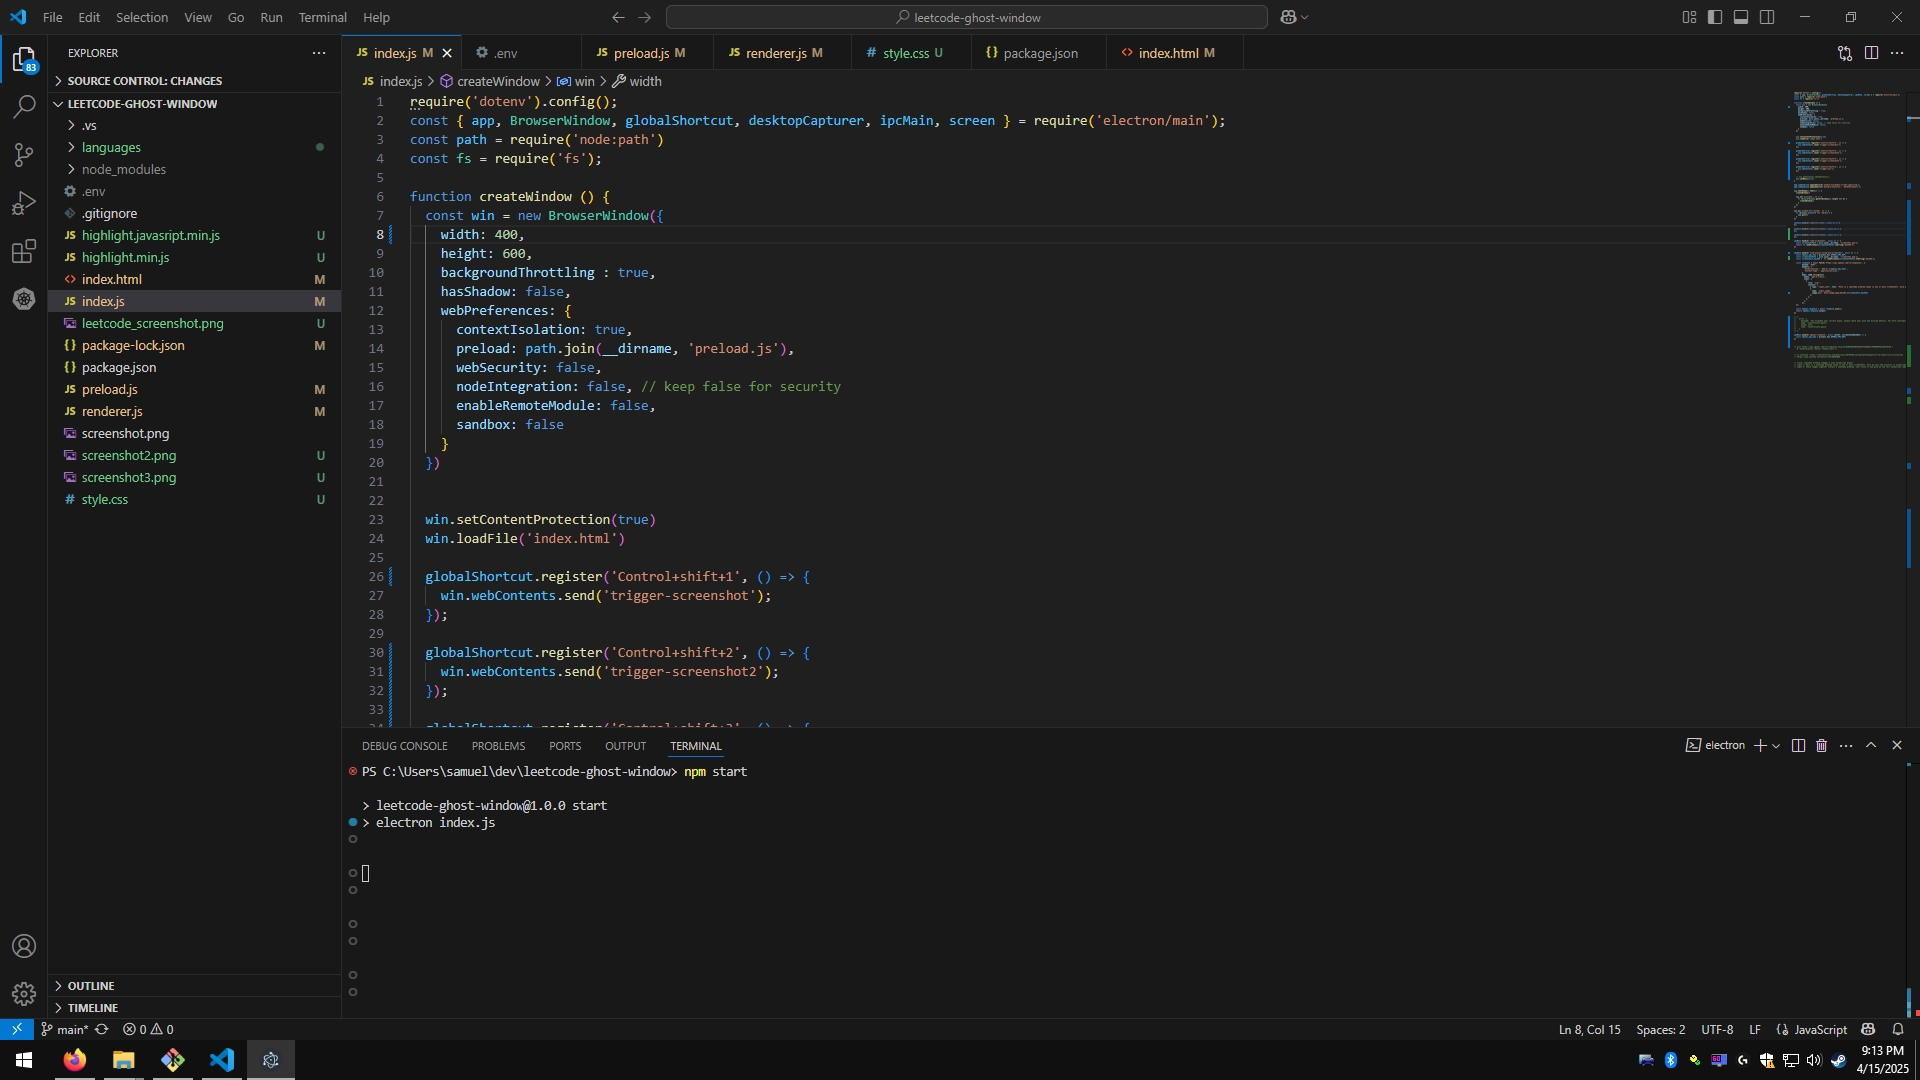 File Edit Selection View Go Run Terminal Help
leetcode-ghost-window
EXPLORER
SOURCE CONTROL: CHANGES
LEETCODE-GHOST-WINDOW
.vs
languages
node_modules
.env
.gitignore
highlight.javasript.min.js U
highlight.min.js U
index.html M
index.js M
leetcode_screenshot.png U
package-lock.json M
package.json
preload.js M
renderer.js M
screenshot.png
screenshot2.png U
screenshot3.png U
style.css U
OUTLINE
TIMELINE
83
JS index.js M .env JS preload.js M JS renderer.js M # style.css U {} package.json <> index.html M
JS index.js > createWindow > win > width
1 require('dotenv').config();
2 const { app, BrowserWindow, globalShortcut, desktopCapturer, ipcMain, screen } = require('electron/main');
3 const path = require('node:path')
4 const fs = require('fs');
5
6 function createWindow () {
7 const win = new BrowserWindow({
8 width: 400,
9 height: 600,
10 backgroundThrottling : true,
11 hasShadow: false,
12 webPreferences: {
13 contextIsolation: true,
14 preload: path.join(__dirname, 'preload.js'),
15 webSecurity: false,
16 nodeIntegration: false, // keep false for security
17 enableRemoteModule: false,
18 sandbox: false
19 }
20 })
21
22
23 win.setContentProtection(true)
24 win.loadFile('index.html')
25
26 globalShortcut.register('Control+shift+1', () => {
27 win.webContents.send('trigger-screenshot');
28 });
29
30 globalShortcut.register('Control+shift+2', () => {
31 win.webContents.send('trigger-screenshot2');
32 });
33
34 globalShortcut.register('Control+shift+3', () => {
DEBUG CONSOLE PROBLEMS PORTS OUTPUT TERMINAL
electron
PS C:\Users\samuel\dev\leetcode-ghost-window> npm start
> leetcode-ghost-window@1.0.0 start
> electron index.js
main* 0 0
Ln 8, Col 15 Spaces: 2 UTF-8 LF JavaScript
9:13 PM
4/15/2025